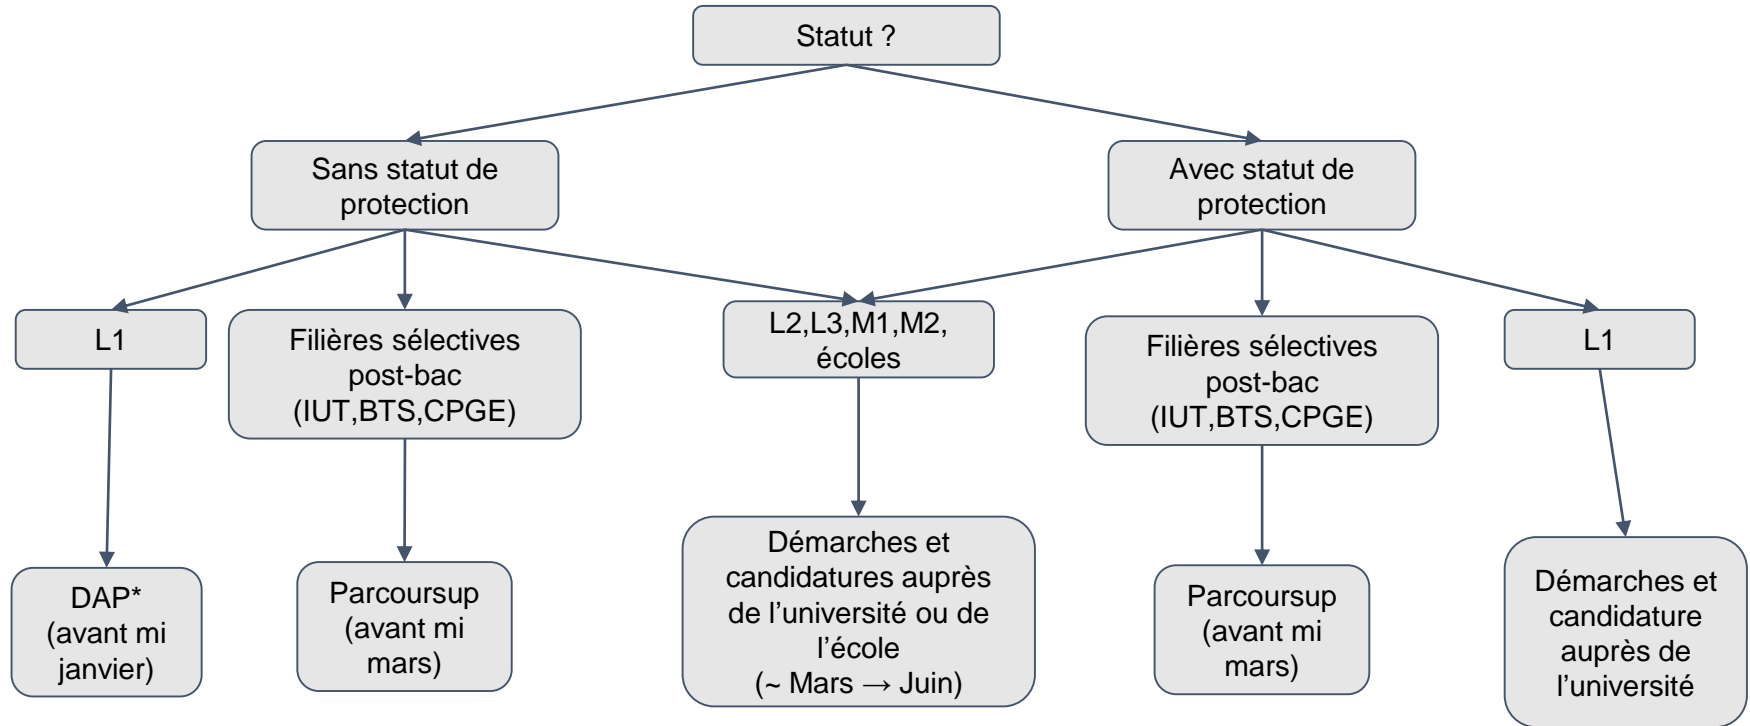 Statut ?
Sans statut de
protection
Avec statut de
protection
L1
Filières sélectives
post-bac
(IUT,BTS,CPGE)
L2,L3,M1,M2,
écoles
Filières sélectives
post-bac
(IUT,BTS,CPGE)
L1
DAP*
(avant mi
janvier)
Parcoursup
(avant mi
mars)
Démarches et
candidatures auprès
de l’université ou de
l’école
(~ Mars → Juin)
Parcoursup
(avant mi
mars)
Démarches et
candidature
auprès de
l’université